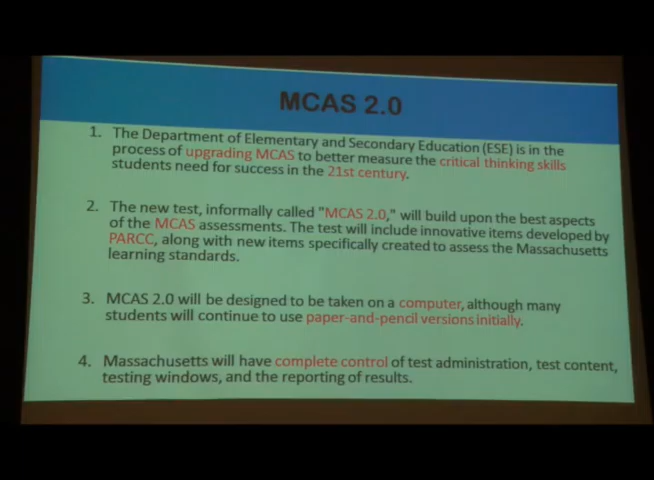 MCAS 2.0
1. The Department of Elementary and Secondary Education (ESE) is in the
process of upgrading MCAS to better measure the critical thinking skills
students need for success in the 21st century.
2. The new test, informally called "MCAS 2.0," will build upon the best aspects
of the MCAS assessments. The test will include innovative items developed by
PARCC, along with new items specifically created to assess the Massachusetts
learning standards.
3. MCAS 2.0 will be designed to be taken on a computer, although many
students will continue to use paper-and-pencil versions initially.
4. Massachusetts will have complete control of test administration, test content,
testing windows, and the reporting of results.